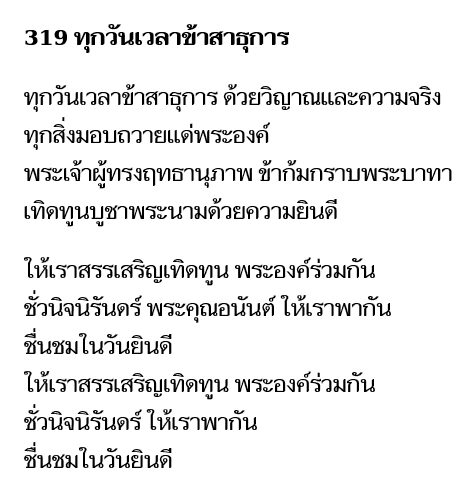 319 ทุกวันเวลาข้าสาธุการ
ทุกวันเวลาข้าสาธุการ ด้วยวิญาณและความจริง
ทุกสิ่งมอบถวายแด่พระองค์
พระเจ้าผู้ทรงฤทธานุภาพ ข้าก้มกราบพระบาทา
เทิดทูนบูชาพระนามด้วยความยินดี
ให้เราสรรเสริญเทิดทูน พระองค์ร่วมกัน
ชั่วนิจนิรันดร์ พระคุณอนันต์ ให้เราพากัน
ชื่นชมในวันยินดี
ให้เราสรรเสริญเทิดทูน พระองค์ร่วมกัน
ชั่วนิจนิรันดร์ ให้เราพากัน
ชื่นชมในวันยินดี